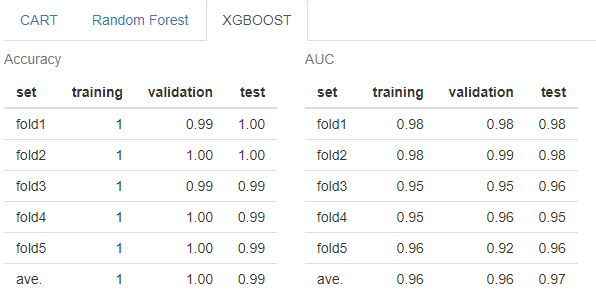 CART Random Forest XGBOOST
Accuracy AUC
set training validation test set training validation test
fold1 1 0.99 1.00 fold1 0.98 0.98 0.98
fold2 1 1.00 1.00 fold2 0.98 0.99 0.98
fold3 1 0.99 0.99 fold3 0.95 0.95 0.96
fold4 1 1.00 0.99 fold4 0.95 0.96 0.95
fold5 1 1.00 0.99 fold5 0.96 0.92 0.96
ave. 1 1.00 0.99 ave. 0.96 0.96 0.97